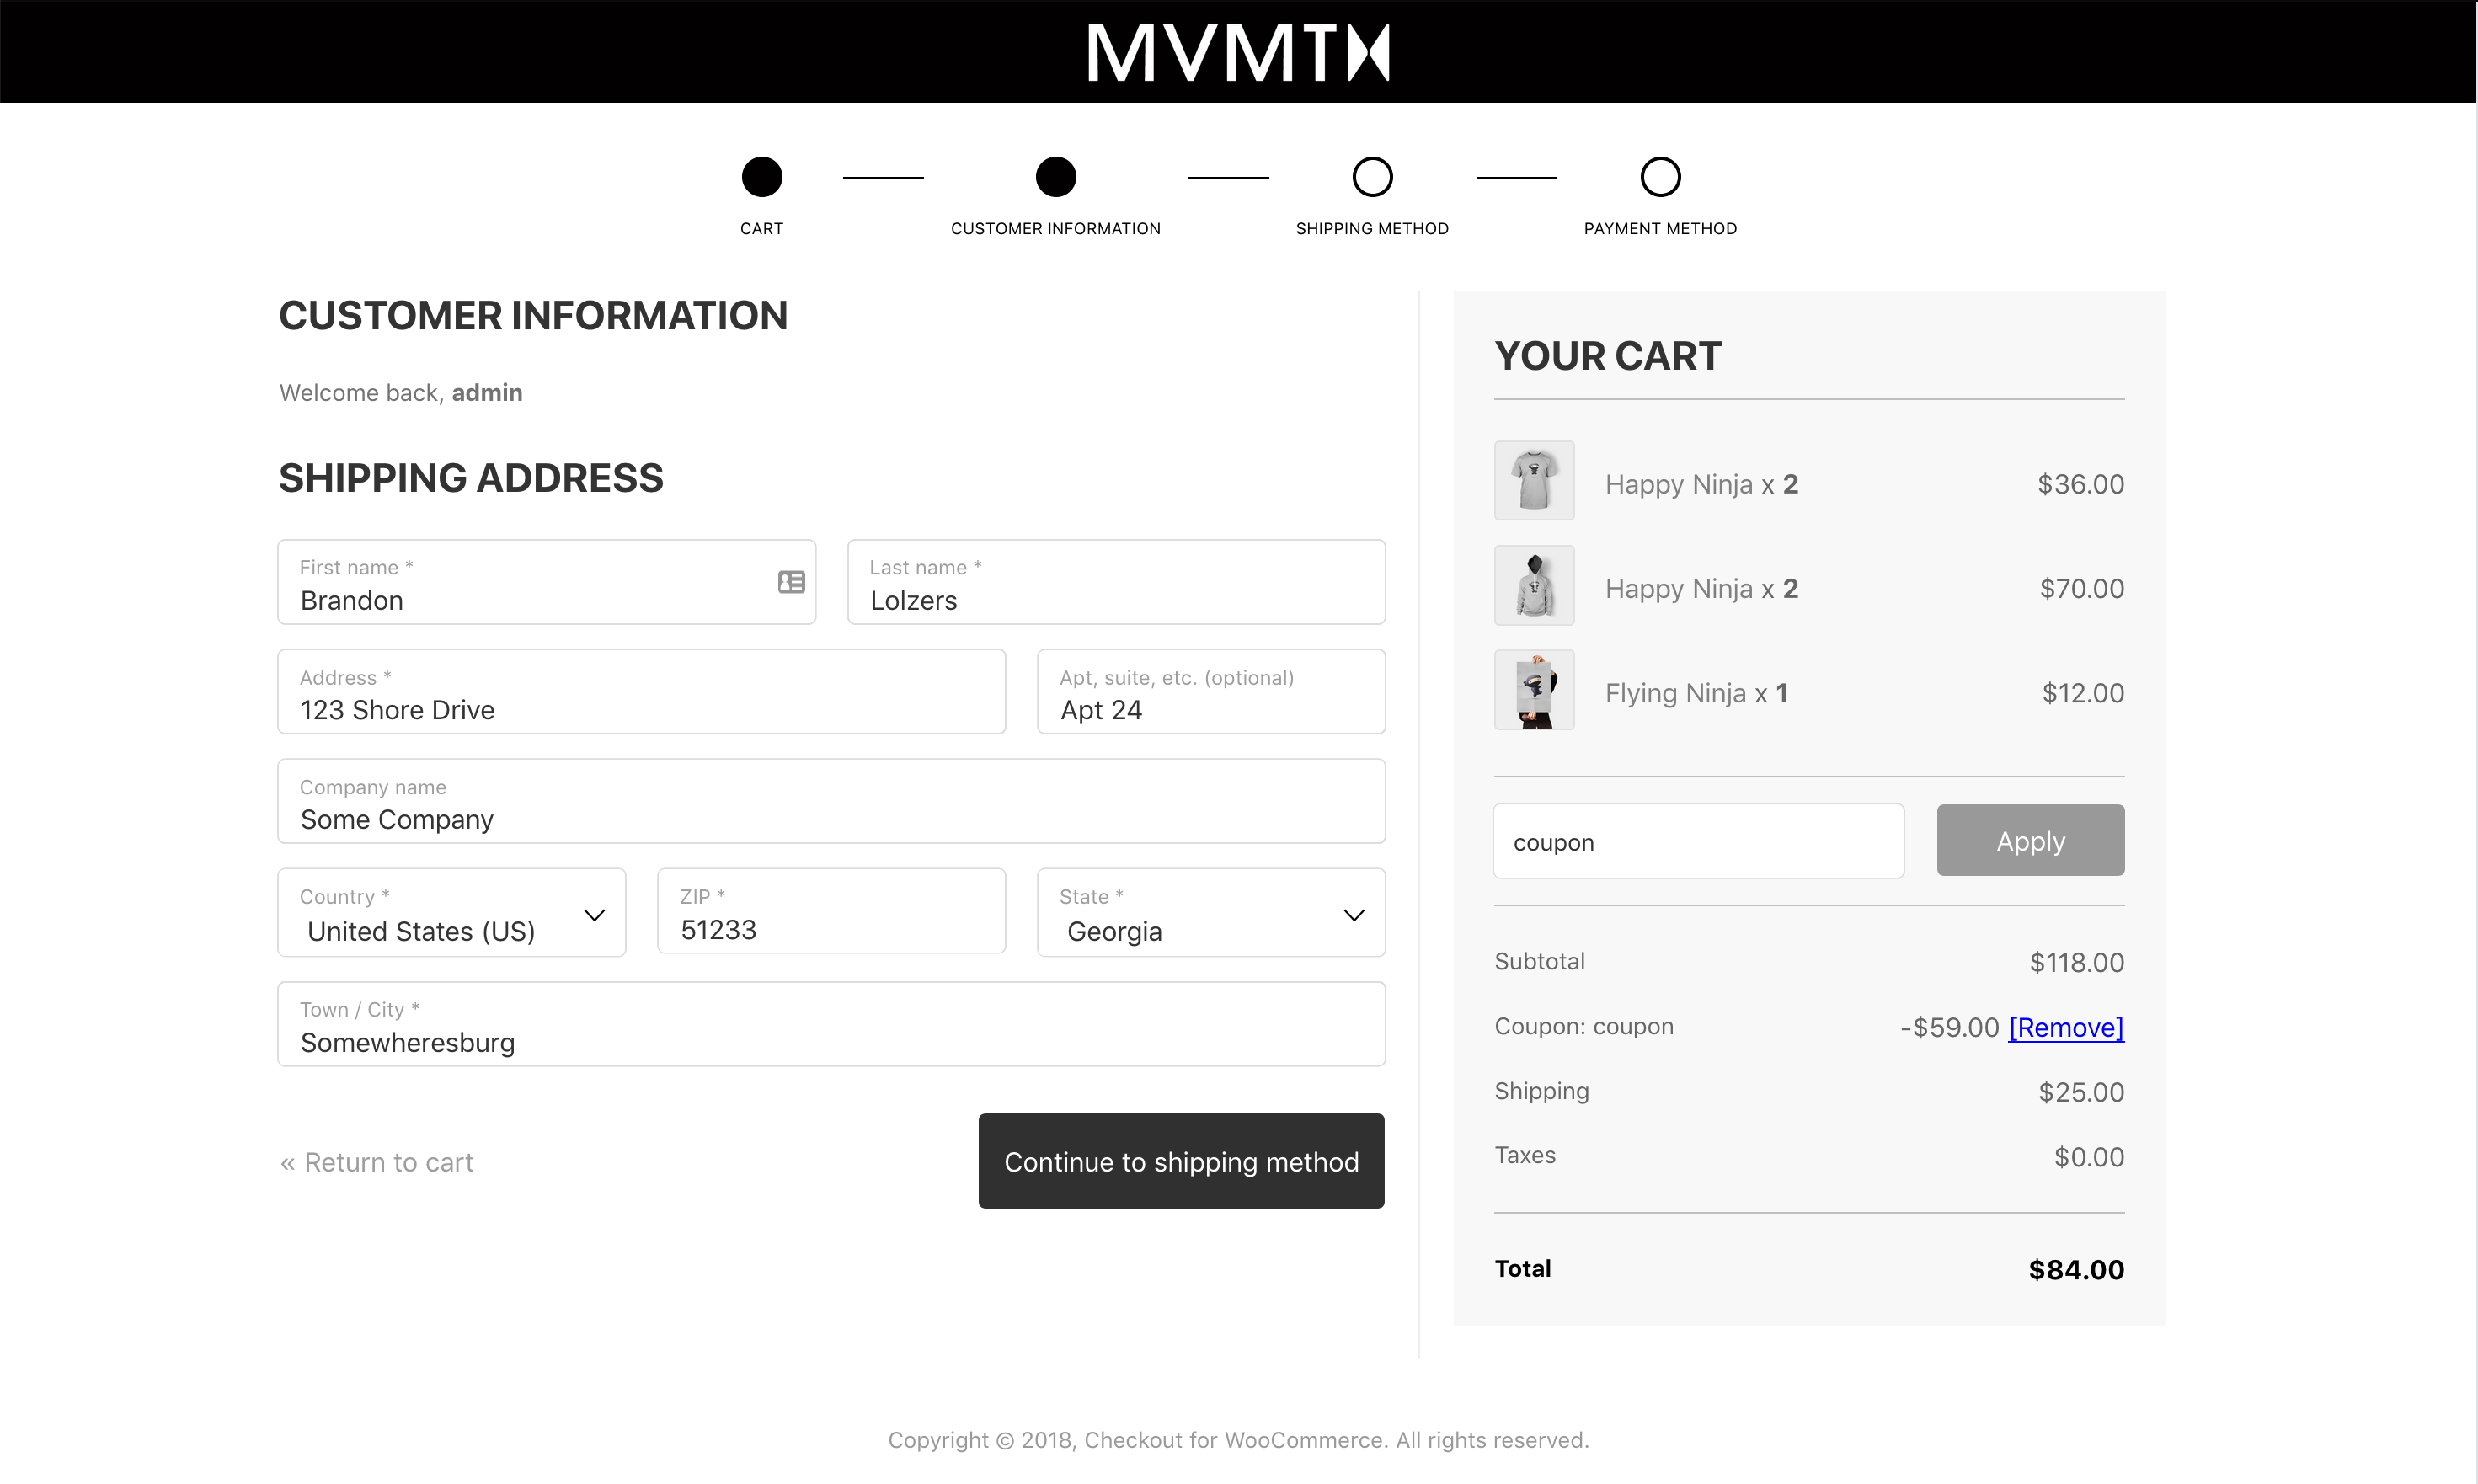 MVMT
CART
CUSTOMER INFORMATION
SHIPPING METHOD
PAYMENT METHOD
CUSTOMER INFORMATION
Welcome back, admin
SHIPPING ADDRESS
First name *
Brandon
Last name *
Lolzers
Address *
123 Shore Drive
Apt, suite, etc. (optional)
Apt 24
Company name
Some Company
Country *
United States (US)
ZIP *
51233
State *
Georgia
Town / City *
Somewheresburg
« Return to cart
Continue to shipping method
YOUR CART
Happy Ninja x 2 $36.00
Happy Ninja x 2 $70.00
Flying Ninja x 1 $12.00
coupon
Apply
Subtotal $118.00
Coupon: coupon -$59.00 [Remove]
Shipping $25.00
Taxes $0.00
Total $84.00
Copyright © 2018, Checkout for WooCommerce. All rights reserved.